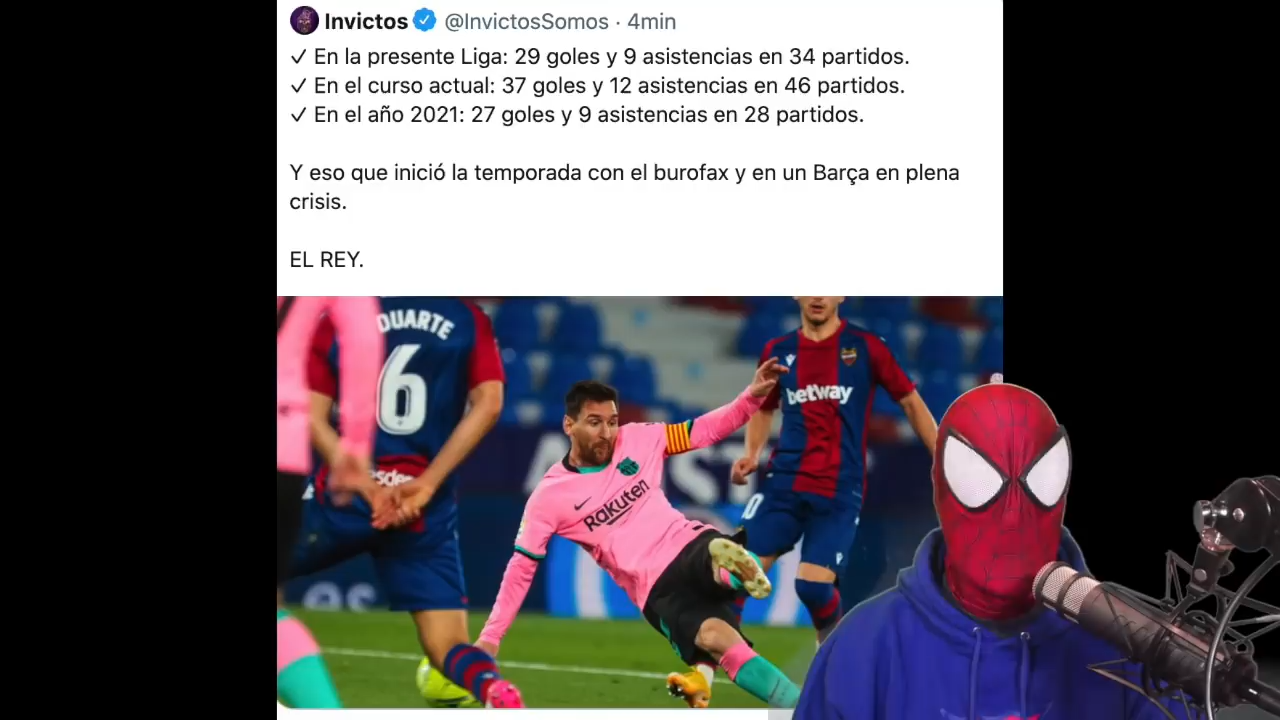 Invictos @InvictosSomos · 4min
✓ En la presente Liga: 29 goles y 9 asistencias en 34 partidos.
✓ En el curso actual: 37 goles y 12 asistencias en 46 partidos.
✓ En el año 2021: 27 goles y 9 asistencias en 28 partidos.
Y eso que inició la temporada con el burofax y en un Barça en plena
crisis.
EL REY.
DUARTE
6
betway
Rakuten
es